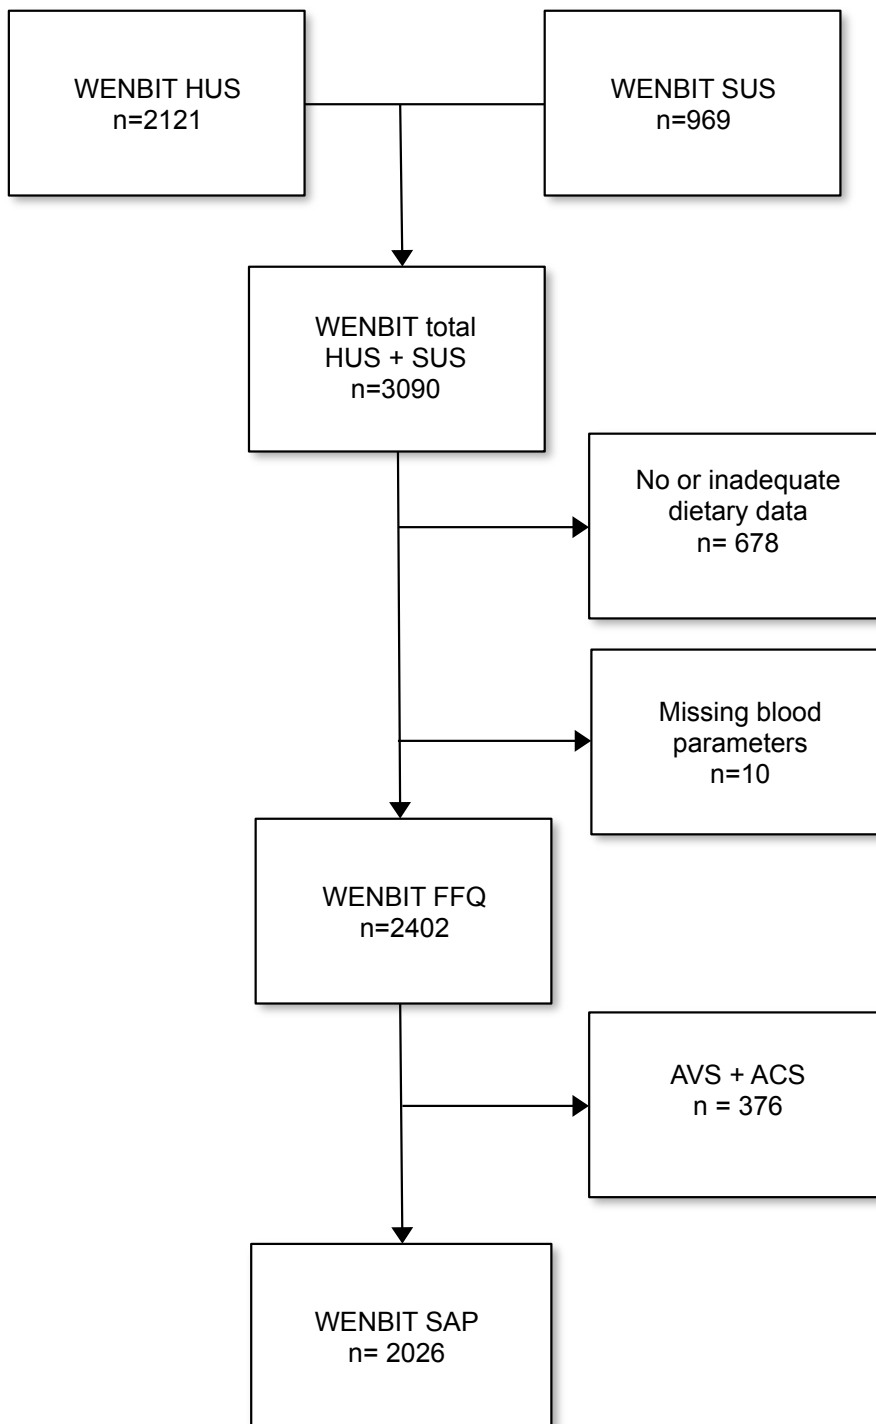 WENBIT HUS
n=2121
WENBIT SUS
n=969
WENBIT total
HUS + SUS
n=3090
No or inadequate
dietary data
n= 678
Missing blood
parameters
n=10
WENBIT FFQ
n=2402
AVS + ACS
n = 376
WENBIT SAP
n= 2026